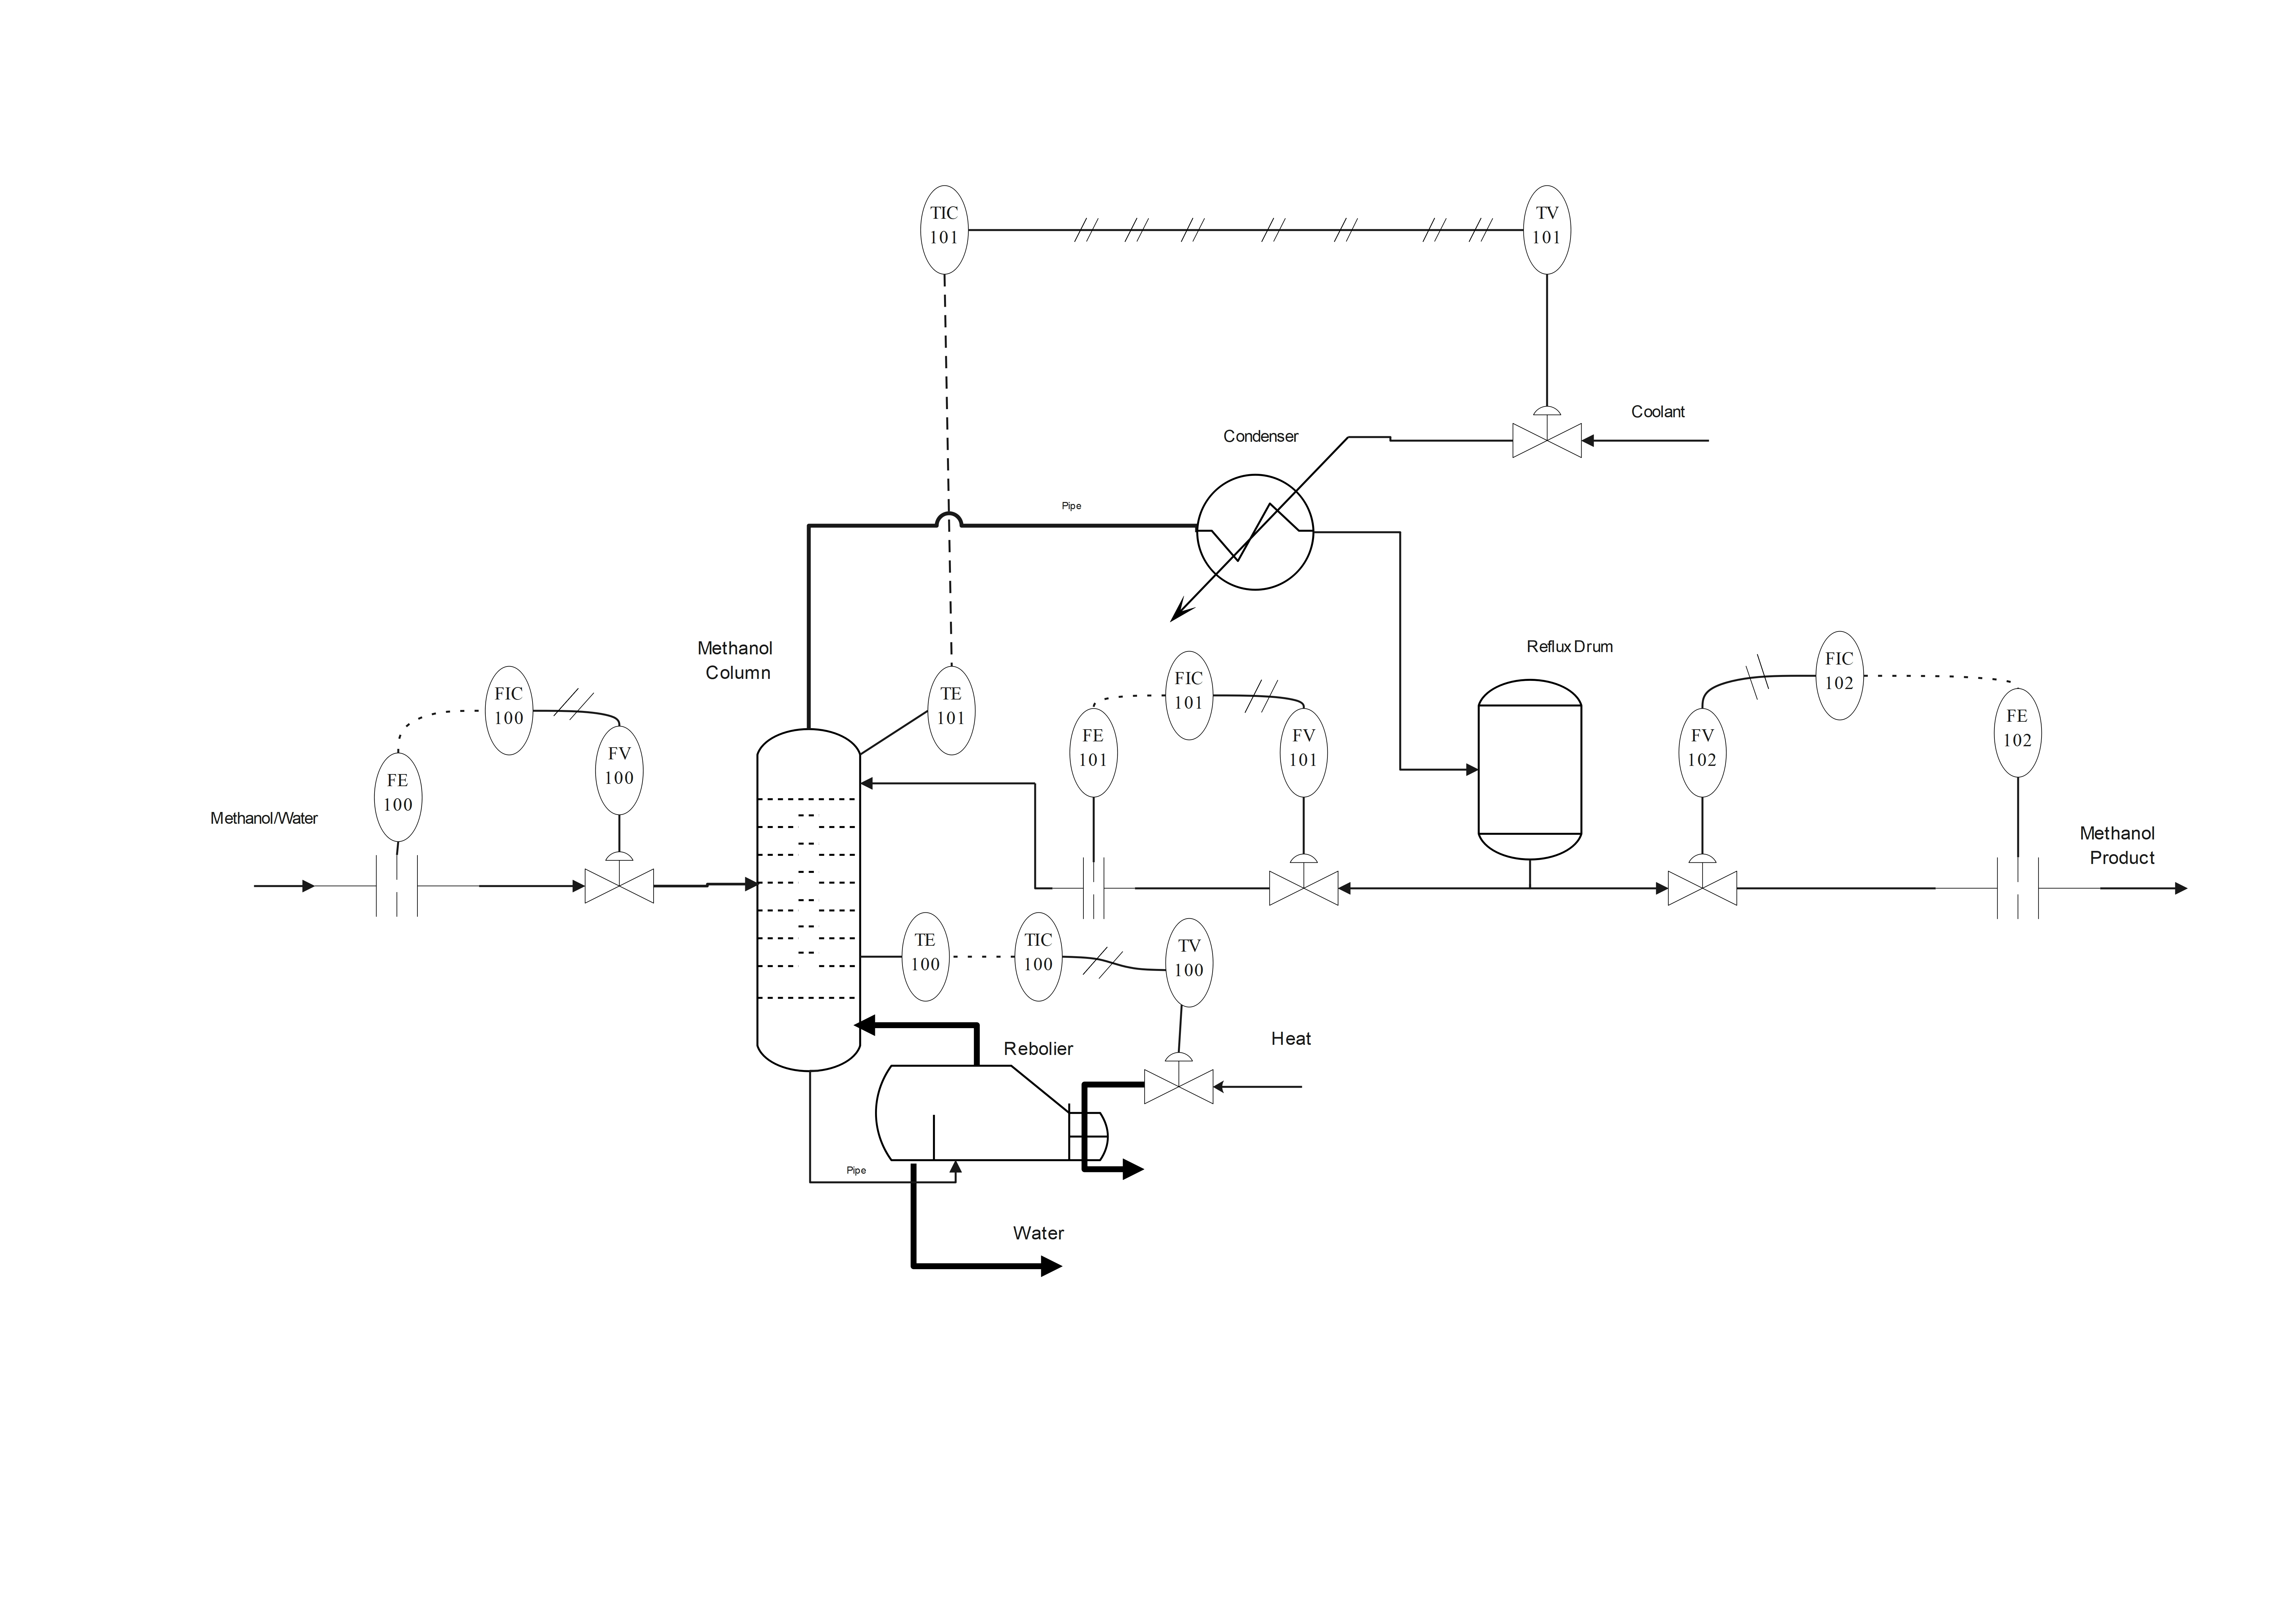 TIC
101
TV
101
Coolant
Condenser
Pipe
Methanol
Column
Reflux Drum
FIC
100
TE
101
FIC
101
FIC
102
FE
100
FV
100
FE
101
FV
101
FV
102
FE
102
Methanol/Water
Methanol
Product
TE
100
TIC
100
TV
100
Rebolier
Heat
Pipe
Water